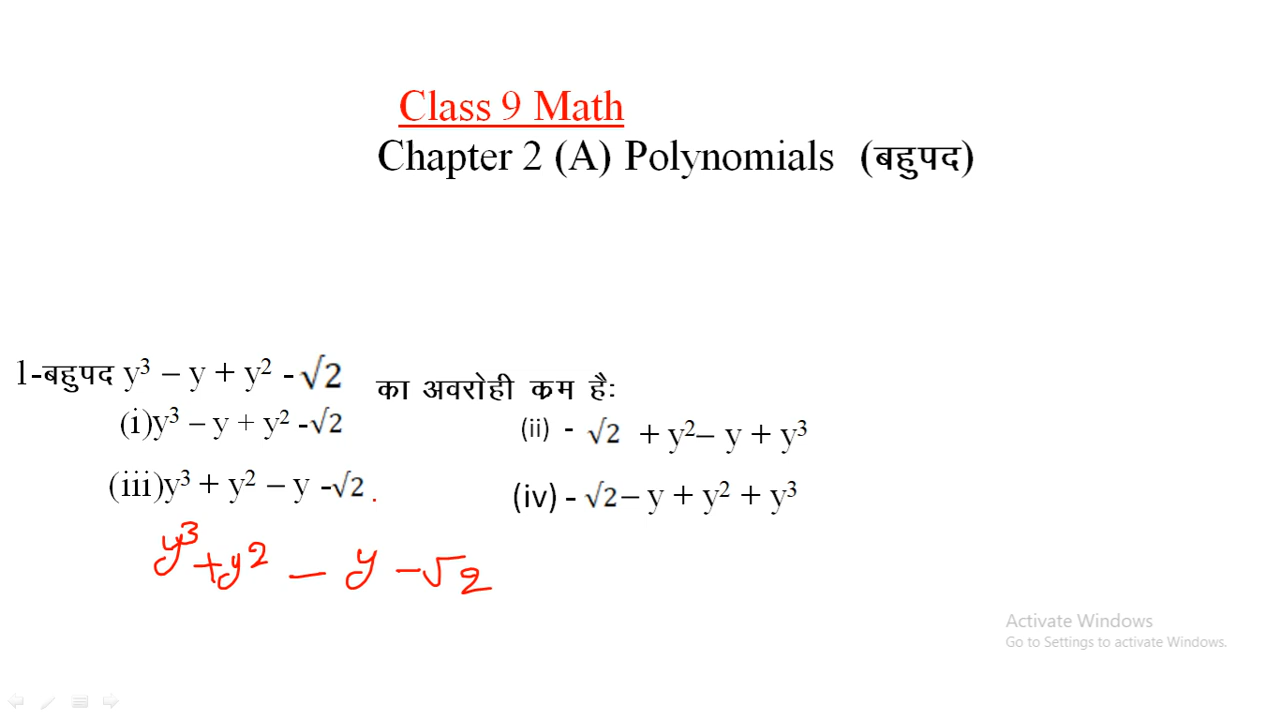 Class 9 Math
Chapter 2 (A) Polynomials (बहुपद)
1-बहुपद y³ – y + y² - √2 का अवरोही क्रम है:
(i)y³ – y + y² -√2 (ii) - √2 + y²– y + y³
(iii)y³ + y² – y -√2 . (iv) - √2 – y + y² + y³
y³ + y² – y – √2
Activate Windows
Go to Settings to activate Windows.